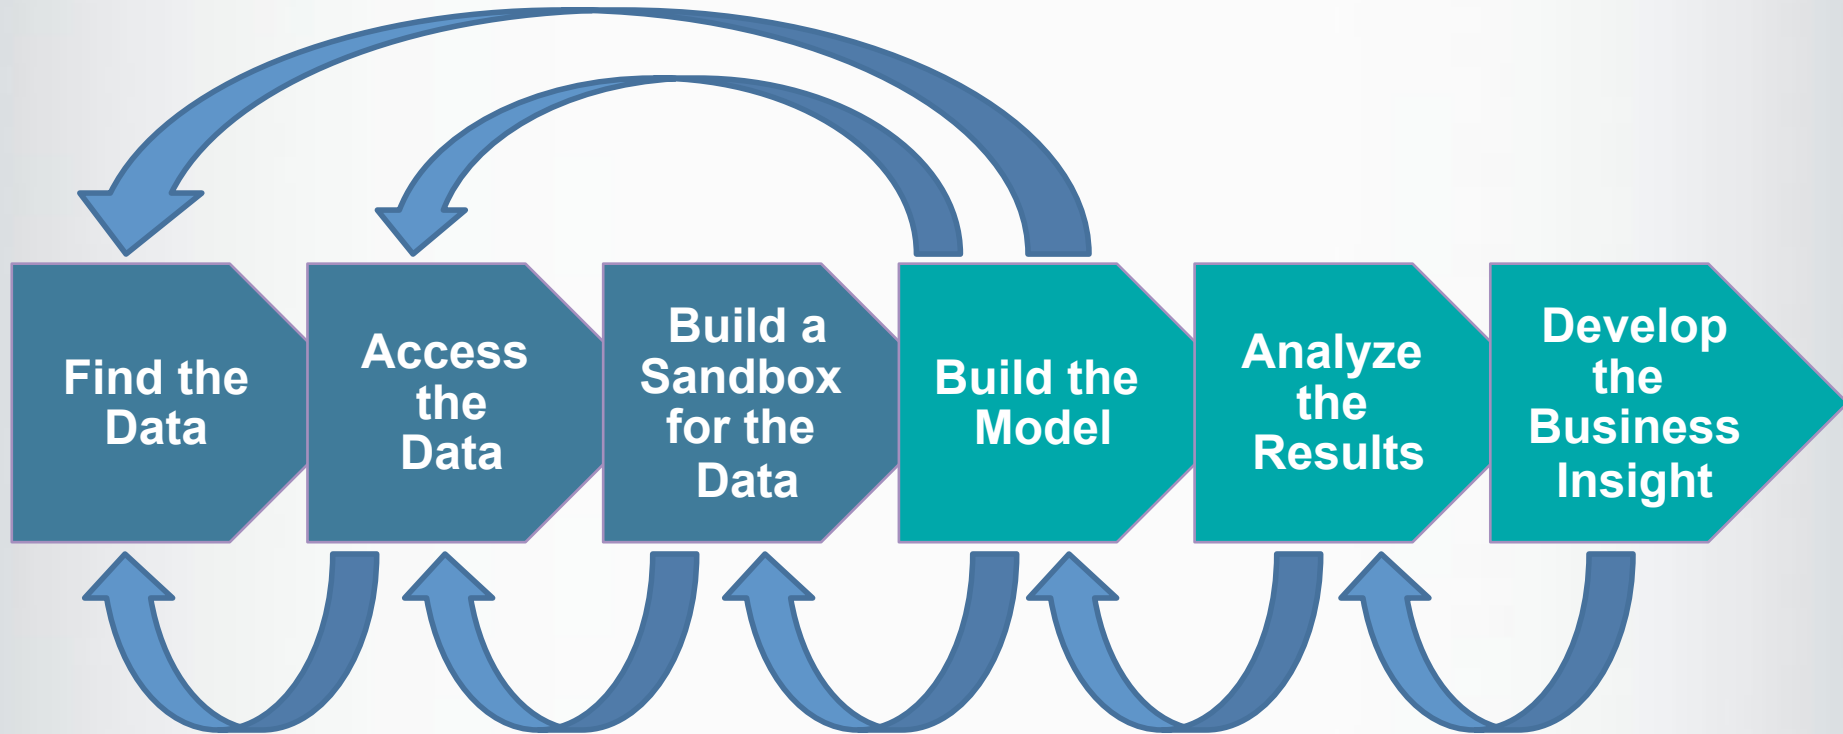 Find the
Data
Access
the
Data
Build a
Sandbox
for the
Data
Build the
Model
Analyze
the
Results
Develop
the
Business
Insight